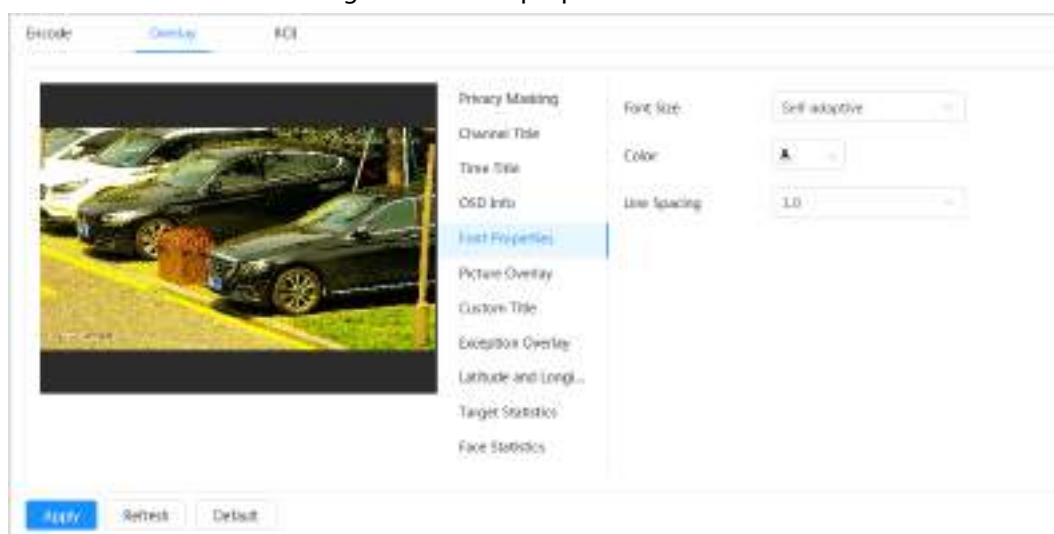 Encode Overlay ROI
Privacy Masking
Channel Title
Time Title
OSD Info
Font Properties
Picture Overlay
Custom Title
Exception Overlay
Latitude and Longi...
Target Statistics
Face Statistics
Font Size Self-adaptive
Color A
Line Spacing 1.0
Apply Refresh Default